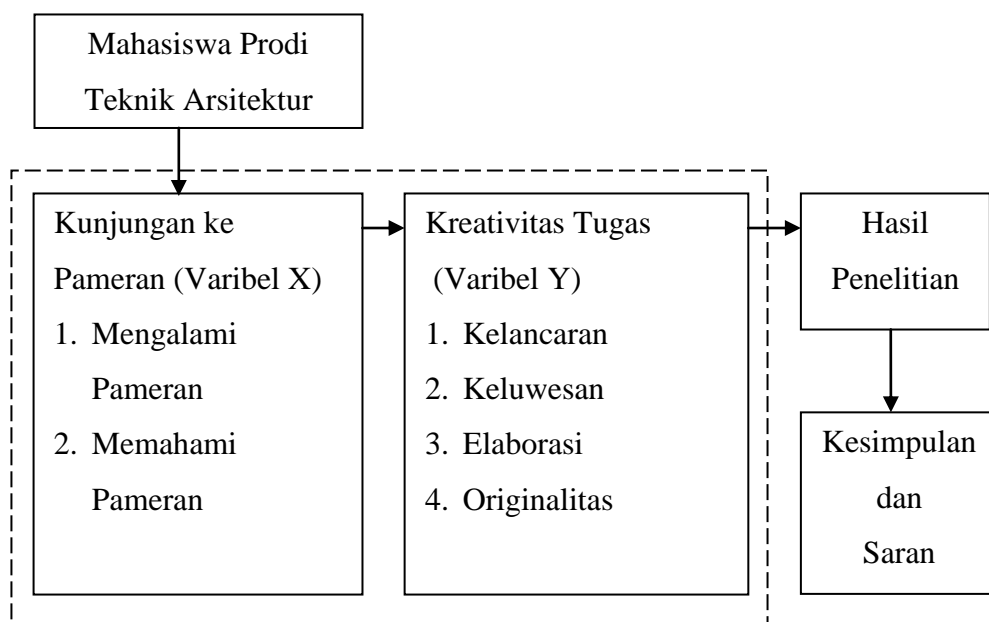 Mahasiswa Prodi
Teknik Arsitektur
Kunjungan ke
Pameran (Varibel X)
1. Mengalami
Pameran
2. Memahami
Pameran
Kreativitas Tugas
(Varibel Y)
1. Kelancaran
2. Keluwesan
3. Elaborasi
4. Originalitas
Hasil
Penelitian
Kesimpulan
dan
Saran